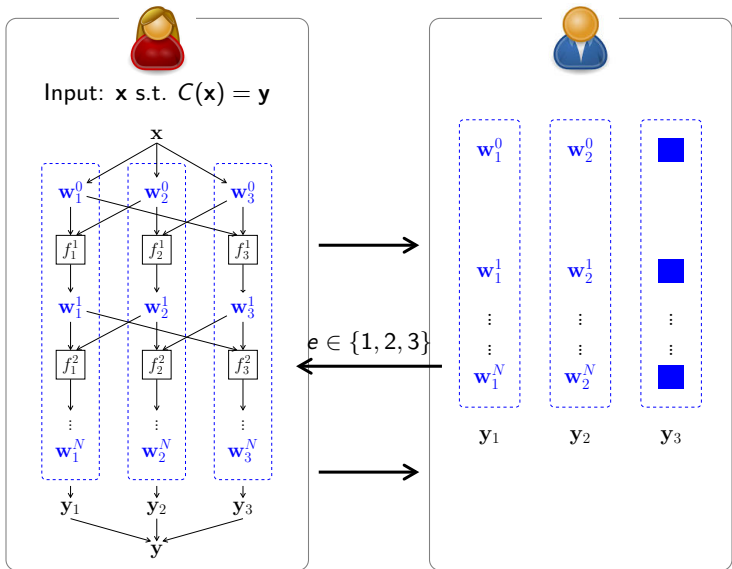 Input: x s.t. C(x) = y
x
w_1^0 w_2^0 w_3^0
f_1^1 f_2^1 f_3^1
w_1^1 w_2^1 w_3^1
f_1^2 f_2^2 f_3^2
⋮ ⋮ ⋮
w_1^N w_2^N w_3^N
y_1 y_2 y_3
y
e ∈ {1, 2, 3}
w_1^0 w_2^0
w_1^1 w_2^1
⋮ ⋮ ⋮
⋮ ⋮ ⋮
w_1^N w_2^N
y_1 y_2 y_3